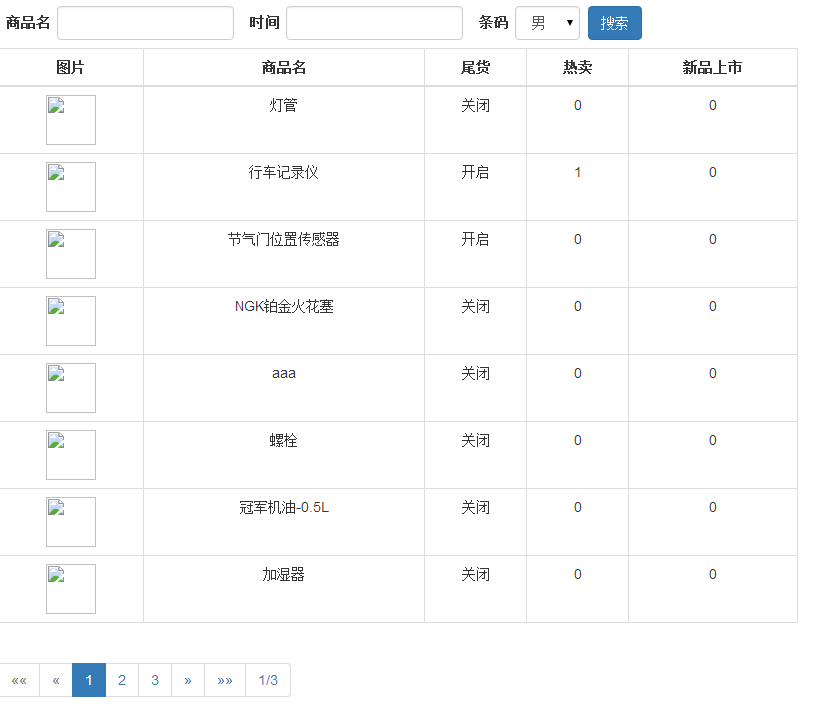 商品名 时间 条码 男 搜索
图片 商品名 尾货 热卖 新品上市
灯管 关闭 0 0
行车记录仪 开启 1 0
节气门位置传感器 开启 0 0
NGK铂金火花塞 关闭 0 0
aaa 关闭 0 0
螺栓 关闭 0 0
冠军机油-0.5L 关闭 0 0
加湿器 关闭 0 0
«« « 1 2 3 » »» 1/3